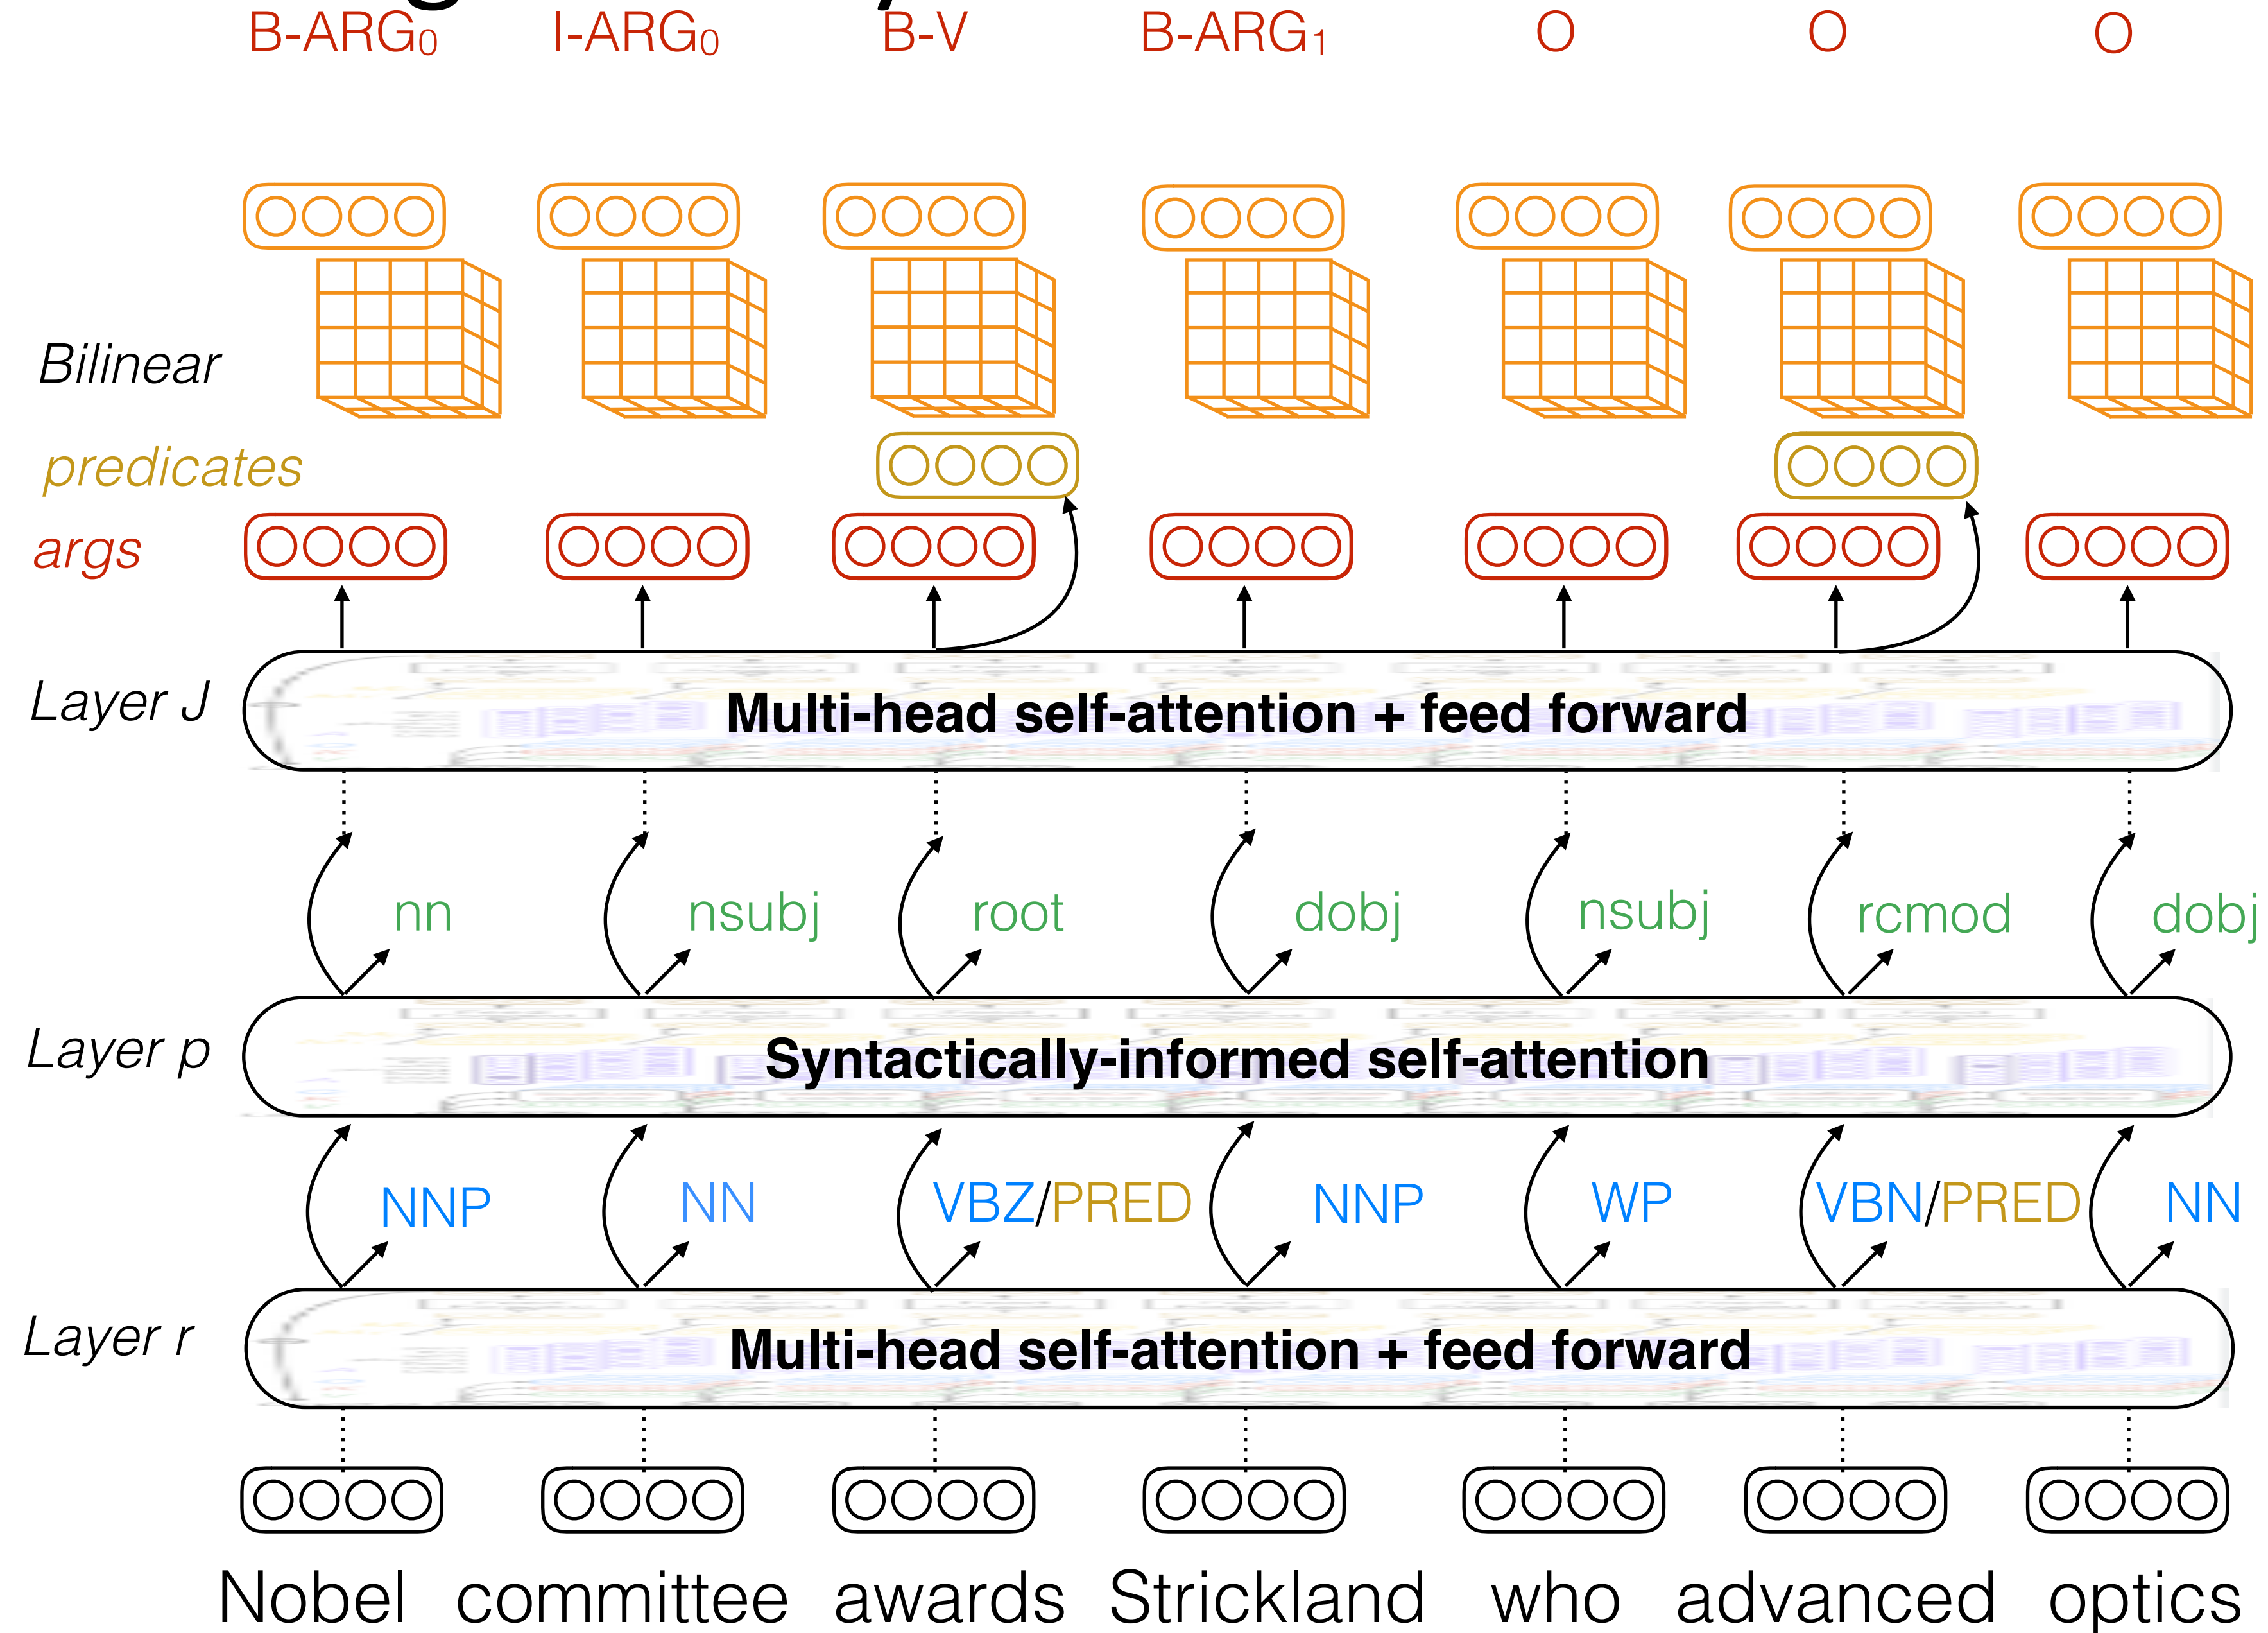 B-ARG0 I-ARG0 B-V B-ARG1 O O O
Bilinear
predicates
args
Layer J Multi-head self-attention + feed forward
nn nsubj root dobj nsubj rcmod dobj
Layer p Syntactically-informed self-attention
NNP NN VBZ/PRED NNP WP VBN/PRED NN
Layer r Multi-head self-attention + feed forward
Nobel committee awards Strickland who advanced optics